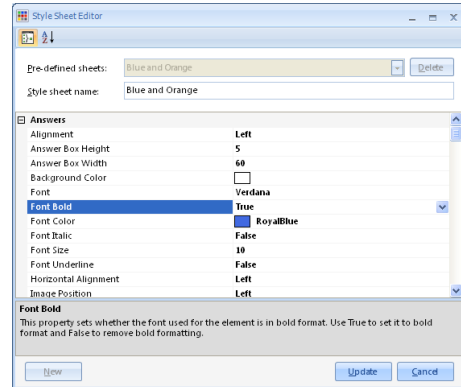 Style Sheet Editor
Pre-defined sheets: Blue and Orange Delete
Style sheet name: Blue and Orange
Answers
Alignment Left
Answer Box Height 5
Answer Box Width 60
Background Color
Font Verdana
Font Bold True
Font Color RoyalBlue
Font Italic False
Font Size 10
Font Underline False
Horizontal Alignment Left
Image Position Left
Font Bold
This property sets whether the font used for the element is in bold format. Use True to set it to bold
format and False to remove bold formatting.
New Update Cancel